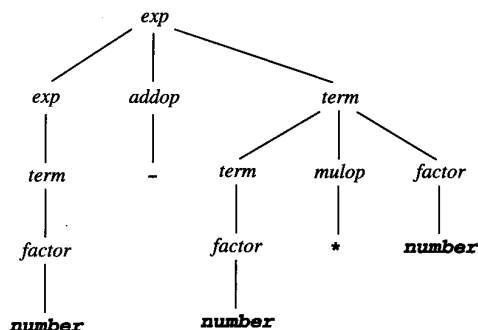 exp
exp addop term
term - term mulop factor
factor factor * number
number number